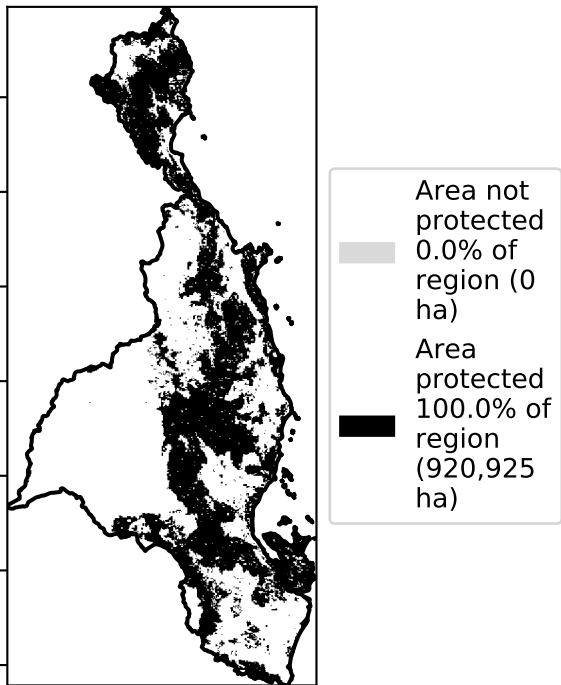 Area not
protected
0.0% of
region (0
ha)
Area
protected
100.0% of
region
(920,925
ha)